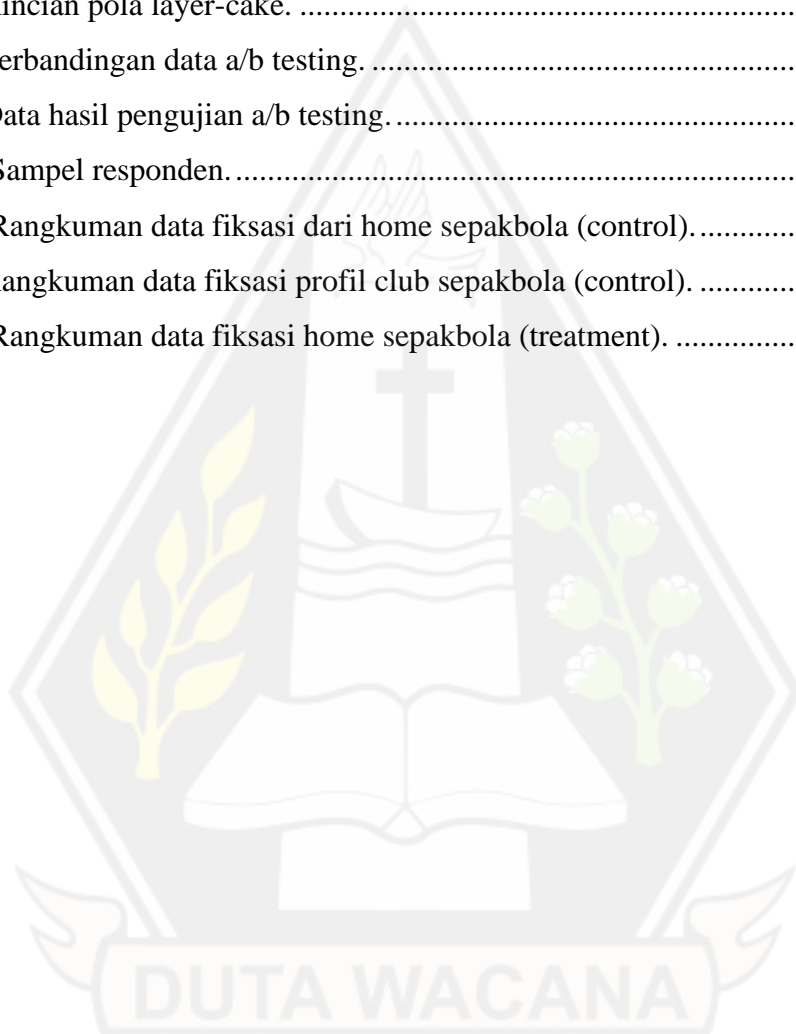 incian pola layer-cake. ................................................................
erbandingan data a/b testing. ......................................................
Data hasil pengujian a/b testing. ...................................................
Sampel responden. ......................................................................
Rangkuman data fiksasi dari home sepakbola (control). .............
angkuman data fiksasi profil club sepakbola (control). .............
Rangkuman data fiksasi home sepakbola (treatment). ...............
DUTA WACANA